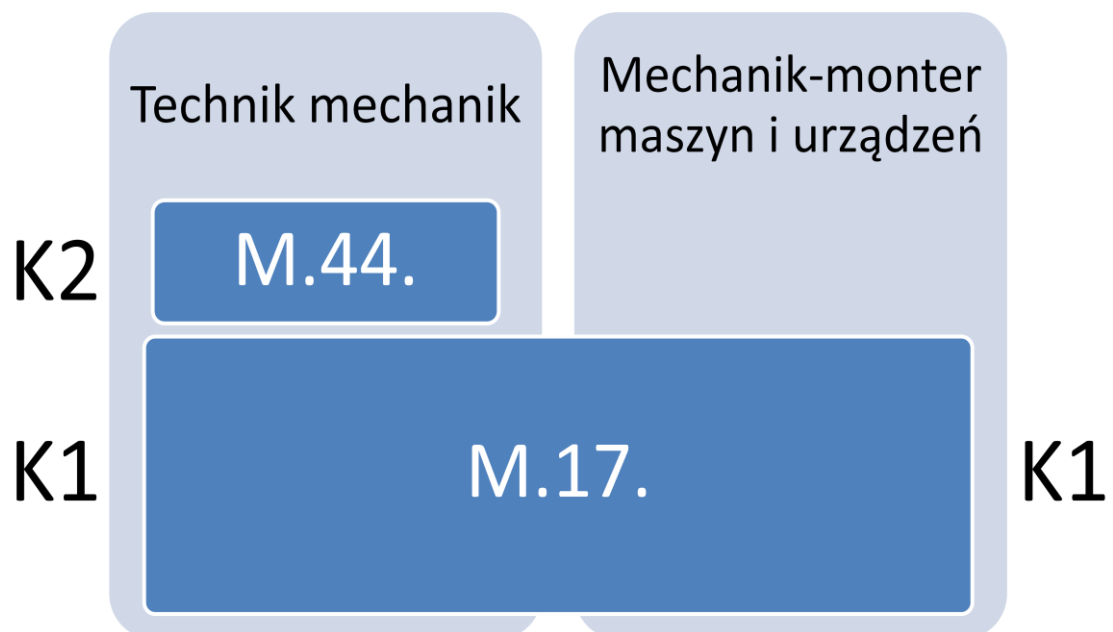 Technik mechanik
Mechanik-monter
maszyn i urządzeń
K2
M.44.
K1
M.17.
K1